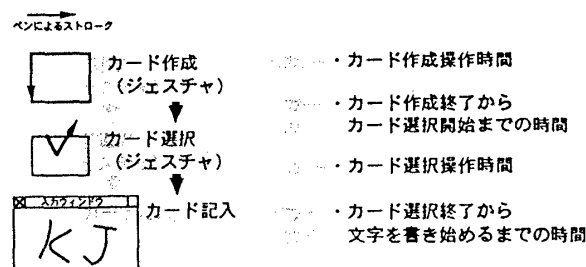 ペンによるストローク
カード作成
（ジェスチャ）
カード選択
（ジェスチャ）
入力ウィンドウ
カード記入
KJ
・カード作成操作時間
・カード作成終了から
カード選択開始までの時間
・カード選択操作時間
・カード選択終了から
文字を書き始めるまでの時間